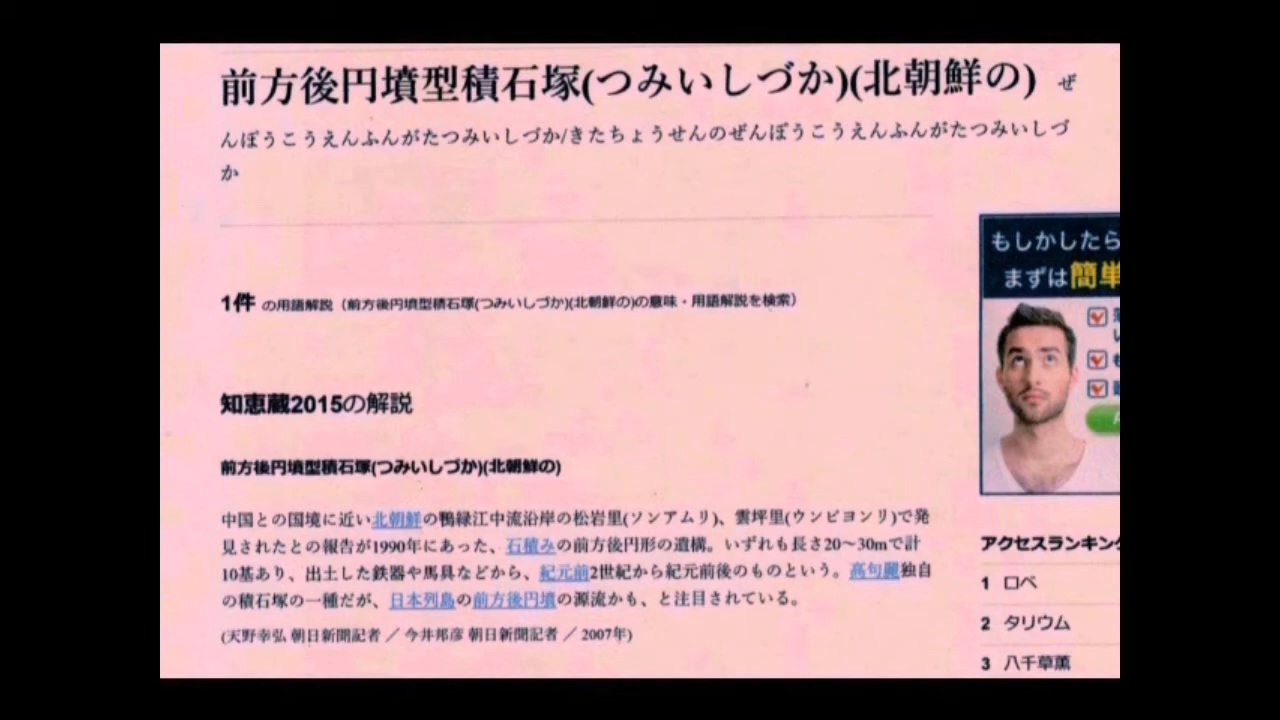 前方後円墳型積石塚(つみいしづか)(北朝鮮の) ぜ
んぽうこうえんふんがたつみいしづか/きたちょうせんのぜんぽうこうえんふんがたつみいしづ
か
1件 の用語解説(前方後円墳型積石塚(つみいしづか)(北朝鮮の)の意味・用語解説を検索)
知恵蔵2015の解説
前方後円墳型積石塚(つみいしづか)(北朝鮮の)
中国との国境に近い北朝鮮の鴨緑江中流沿岸の松岩里(ソンアムリ)、雲坪里(ウンピヨンリ)で発
見されたとの報告が1990年にあった、石積みの前方後円形の遺構。いずれも長さ20〜30mで計
10基あり、出土した鉄器や馬具などから、紀元前2世紀から紀元前後のものという。高句麗独自
の積石塚の一種だが、日本列島の前方後円墳の源流かも、と注目されている。
(天野幸弘 朝日新聞記者 / 今井邦彦 朝日新聞記者 / 2007年)
もしかしたら
まずは簡単
い
も
アクセスランキン
1 ロベ
2 タリウム
3 八千草薫